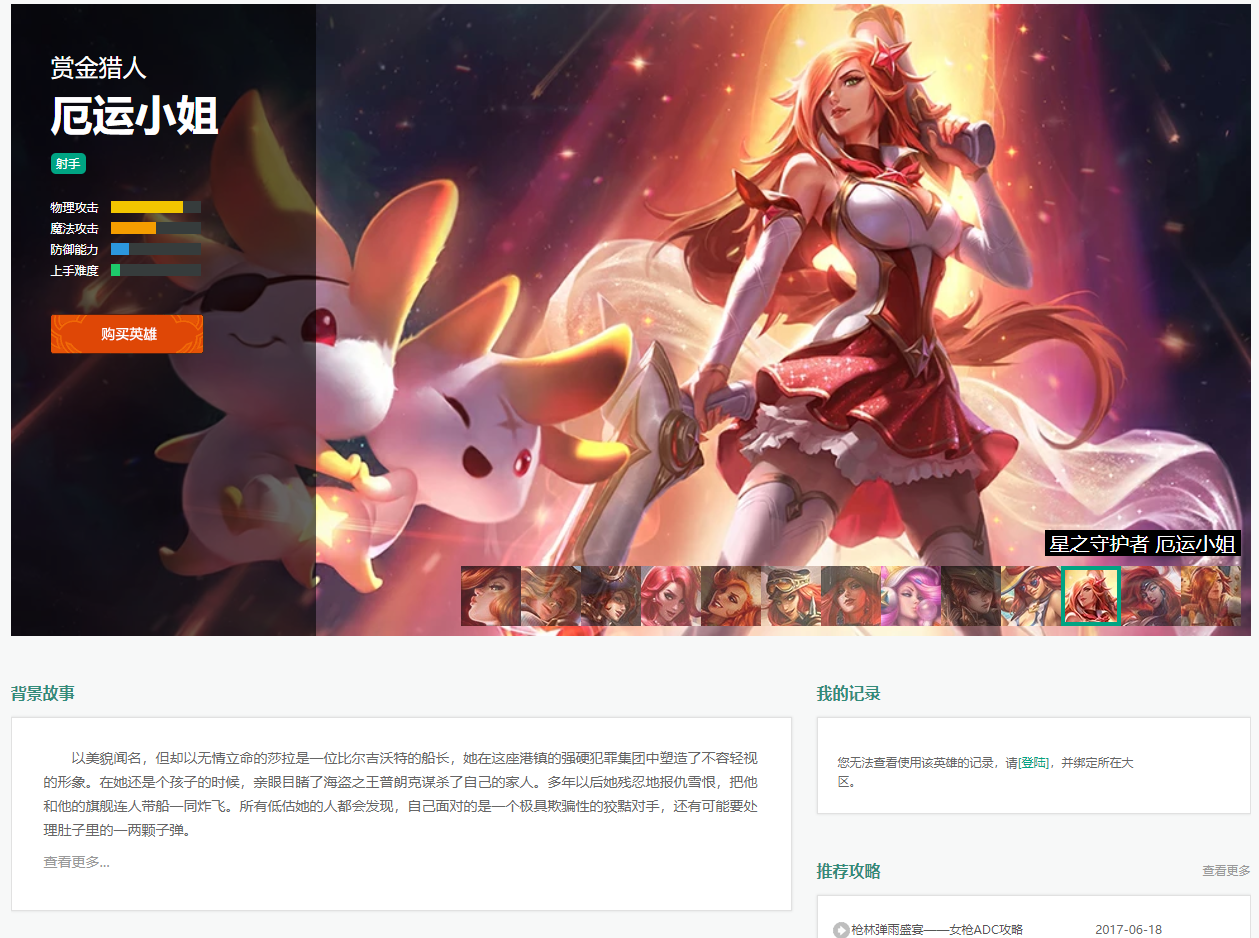 赏金猎人
厄运小姐
射手
物理攻击
魔法攻击
防御能力
上手难度
购买英雄
星之守护者 厄运小姐
背景故事
以美貌闻名，但却以无情立命的莎拉是一位比尔吉沃特的船长，她在这座港镇的强硬犯罪集团中塑造了不容轻视
的形象。在她还是个孩子的时候，亲眼目睹了海盗之王普朗克谋杀了自己的家人。多年以后她残忍地报仇雪恨，把他
和他的旗舰连人带船一同炸飞。所有低估她的人都会发现，自己面对的是一个极具欺骗性的狡黠对手，还有可能要处
理肚子里的一两颗子弹。
查看更多...
我的记录
您无法查看使用该英雄的记录，请[登陆]，并绑定所在大
区。
推荐攻略 查看更多
枪林弹雨盛宴——女枪ADC攻略 2017-06-18